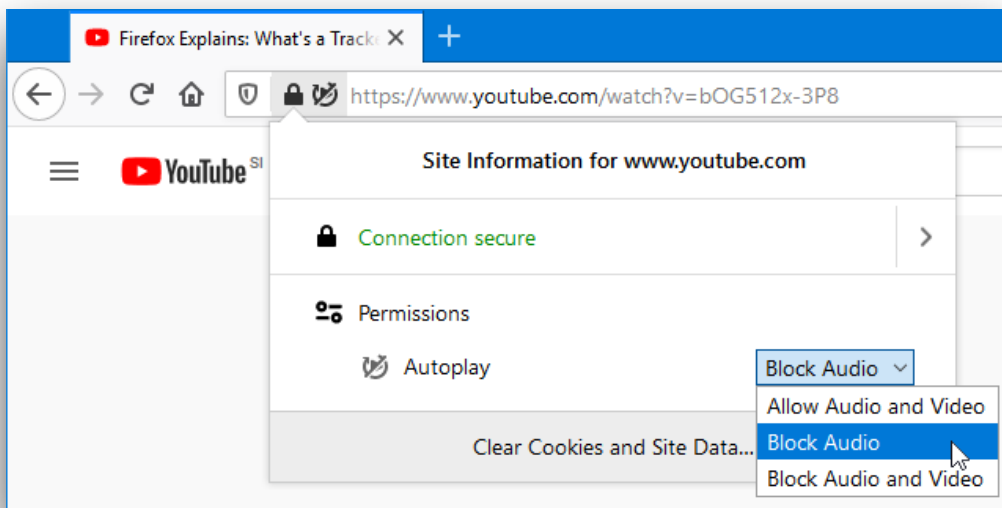 Firefox Explains: What's a Tracke
https://www.youtube.com/watch?v=bOG512x-3P8
YouTube SI
Site Information for www.youtube.com
Connection secure
Permissions
Autoplay
Block Audio
Allow Audio and Video
Block Audio
Block Audio and Video
Clear Cookies and Site Data...